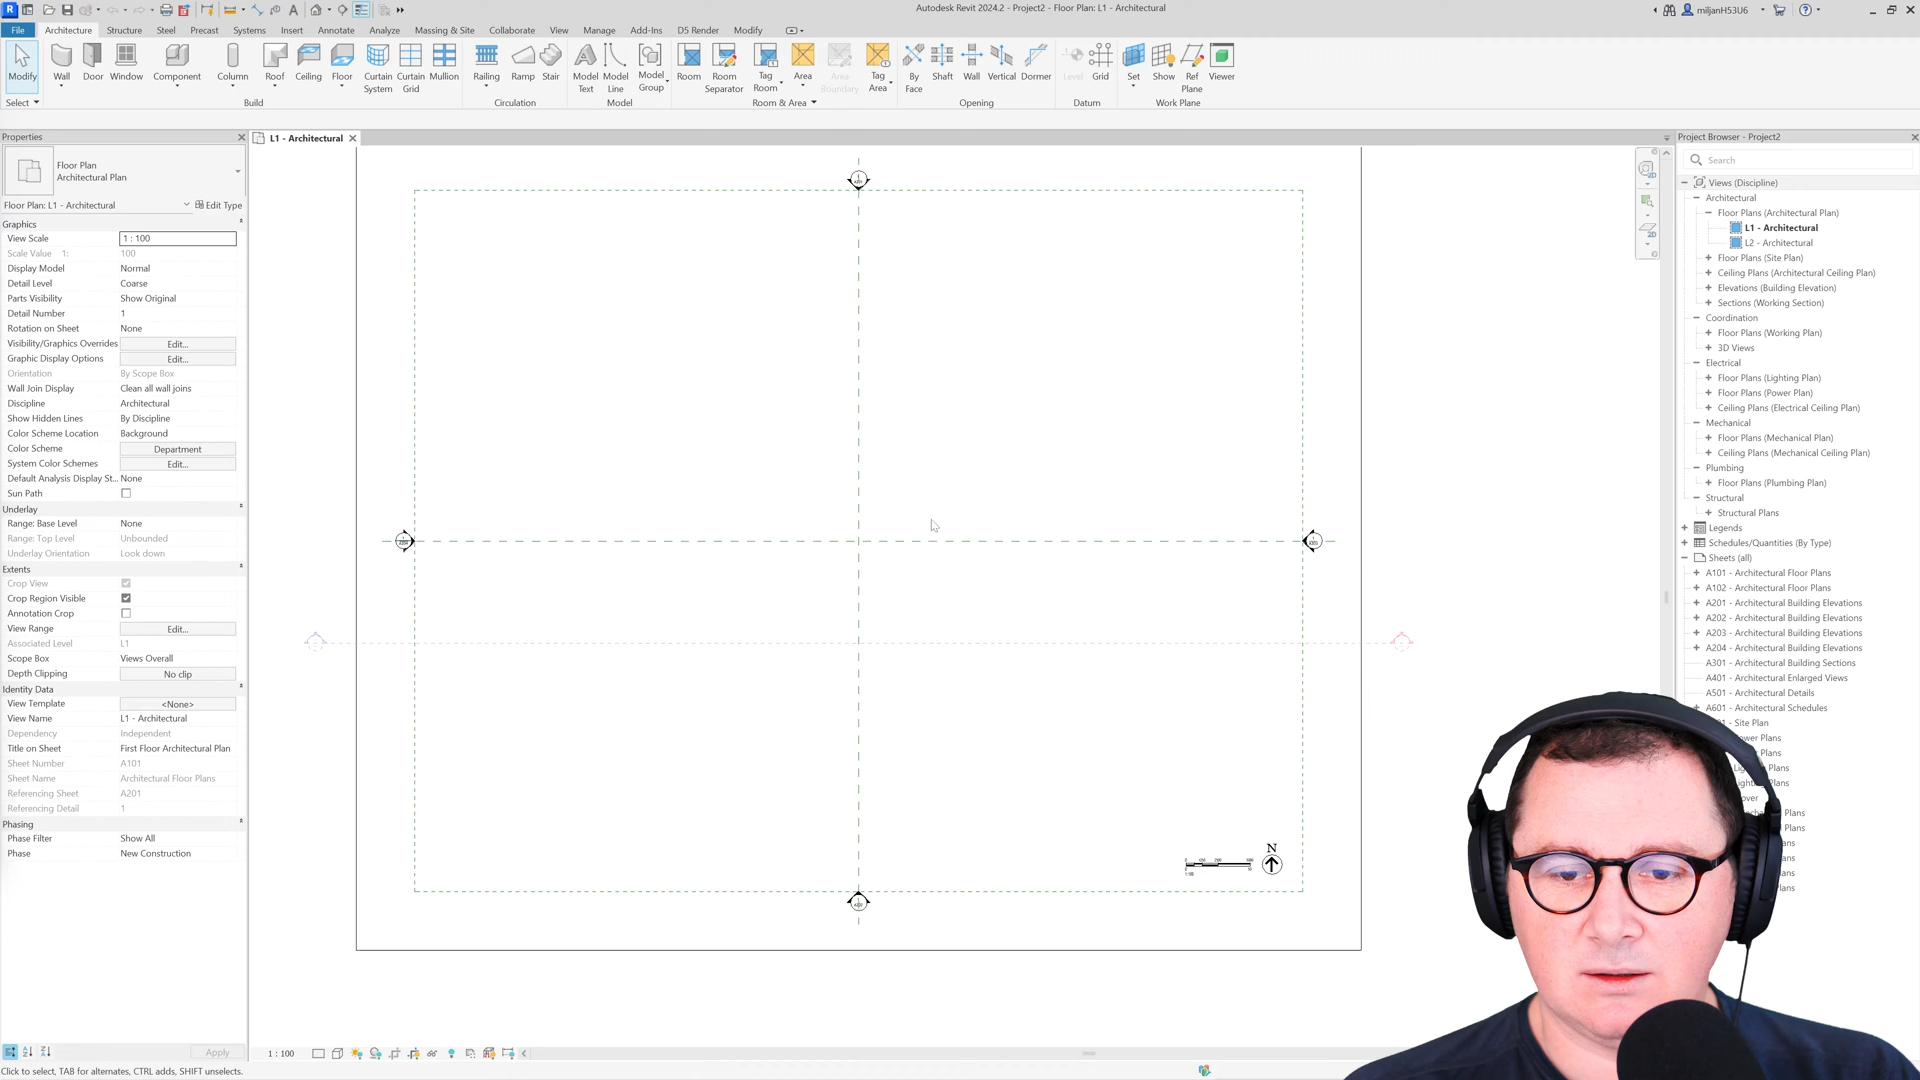 Autodesk Revit 2024.2 - Project2 - Floor Plan: L1 - Architectural
miljanH53U6
File
Architecture
Structure
Steel
Precast
Systems
Insert
Annotate
Analyze
Massing & Site
Collaborate
View
Manage
Add-Ins
D5 Render
Modify
Modify
Wall
Door
Window
Component
Column
Roof
Ceiling
Floor
Curtain System
Curtain Grid
Mullion
Railing
Ramp
Stair
Model Text
Model Line
Model Group
Room
Room Separator
Tag Room
Area
Area Boundary
Tag Area
By Face
Shaft
Wall
Vertical
Dormer
Level
Grid
Set
Show
Ref Plane
Viewer
Select
Build
Circulation
Model
Room & Area
Opening
Datum
Work Plane
Properties
L1 - Architectural
Floor Plan
Architectural Plan
Floor Plan: L1 - Architectural
Edit Type
Graphics
View Scale 1 : 100
Scale Value 1: 100
Display Model Normal
Detail Level Coarse
Parts Visibility Show Original
Detail Number 1
Rotation on Sheet None
Visibility/Graphics Overrides Edit...
Graphic Display Options Edit...
Orientation By Scope Box
Wall Join Display Clean all wall joins
Discipline Architectural
Show Hidden Lines By Discipline
Color Scheme Location Background
Color Scheme Department
System Color Schemes Edit...
Default Analysis Display St... None
Sun Path
Underlay
Range: Base Level None
Range: Top Level Unbounded
Underlay Orientation Look down
Extents
Crop View
Crop Region Visible
Annotation Crop
View Range Edit...
Associated Level L1
Scope Box Views Overall
Depth Clipping No clip
Identity Data
View Template <None>
View Name L1 - Architectural
Dependency Independent
Title on Sheet First Floor Architectural Plan
Sheet Number A101
Sheet Name Architectural Floor Plans
Referencing Sheet A201
Referencing Detail 1
Phasing
Phase Filter Show All
Phase New Construction
Apply
N
1 : 100
Click to select, TAB for alternates, CTRL adds, SHIFT unselects.
Project Browser - Project2
Search
Views (Discipline)
Architectural
Floor Plans (Architectural Plan)
L1 - Architectural
L2 - Architectural
Floor Plans (Site Plan)
Ceiling Plans (Architectural Ceiling Plan)
Elevations (Building Elevation)
Sections (Working Section)
Coordination
Floor Plans (Working Plan)
3D Views
Electrical
Floor Plans (Lighting Plan)
Floor Plans (Power Plan)
Ceiling Plans (Electrical Ceiling Plan)
Mechanical
Floor Plans (Mechanical Plan)
Ceiling Plans (Mechanical Ceiling Plan)
Plumbing
Floor Plans (Plumbing Plan)
Structural
Structural Plans
Legends
Schedules/Quantities (By Type)
Sheets (all)
A101 - Architectural Floor Plans
A102 - Architectural Floor Plans
A201 - Architectural Building Elevations
A202 - Architectural Building Elevations
A203 - Architectural Building Elevations
A204 - Architectural Building Elevations
A301 - Architectural Building Sections
A401 - Architectural Enlarged Views
A501 - Architectural Details
A601 - Architectural Schedules
- Site Plan
Plans
Plans
Plans
Plans
Plans
Plans